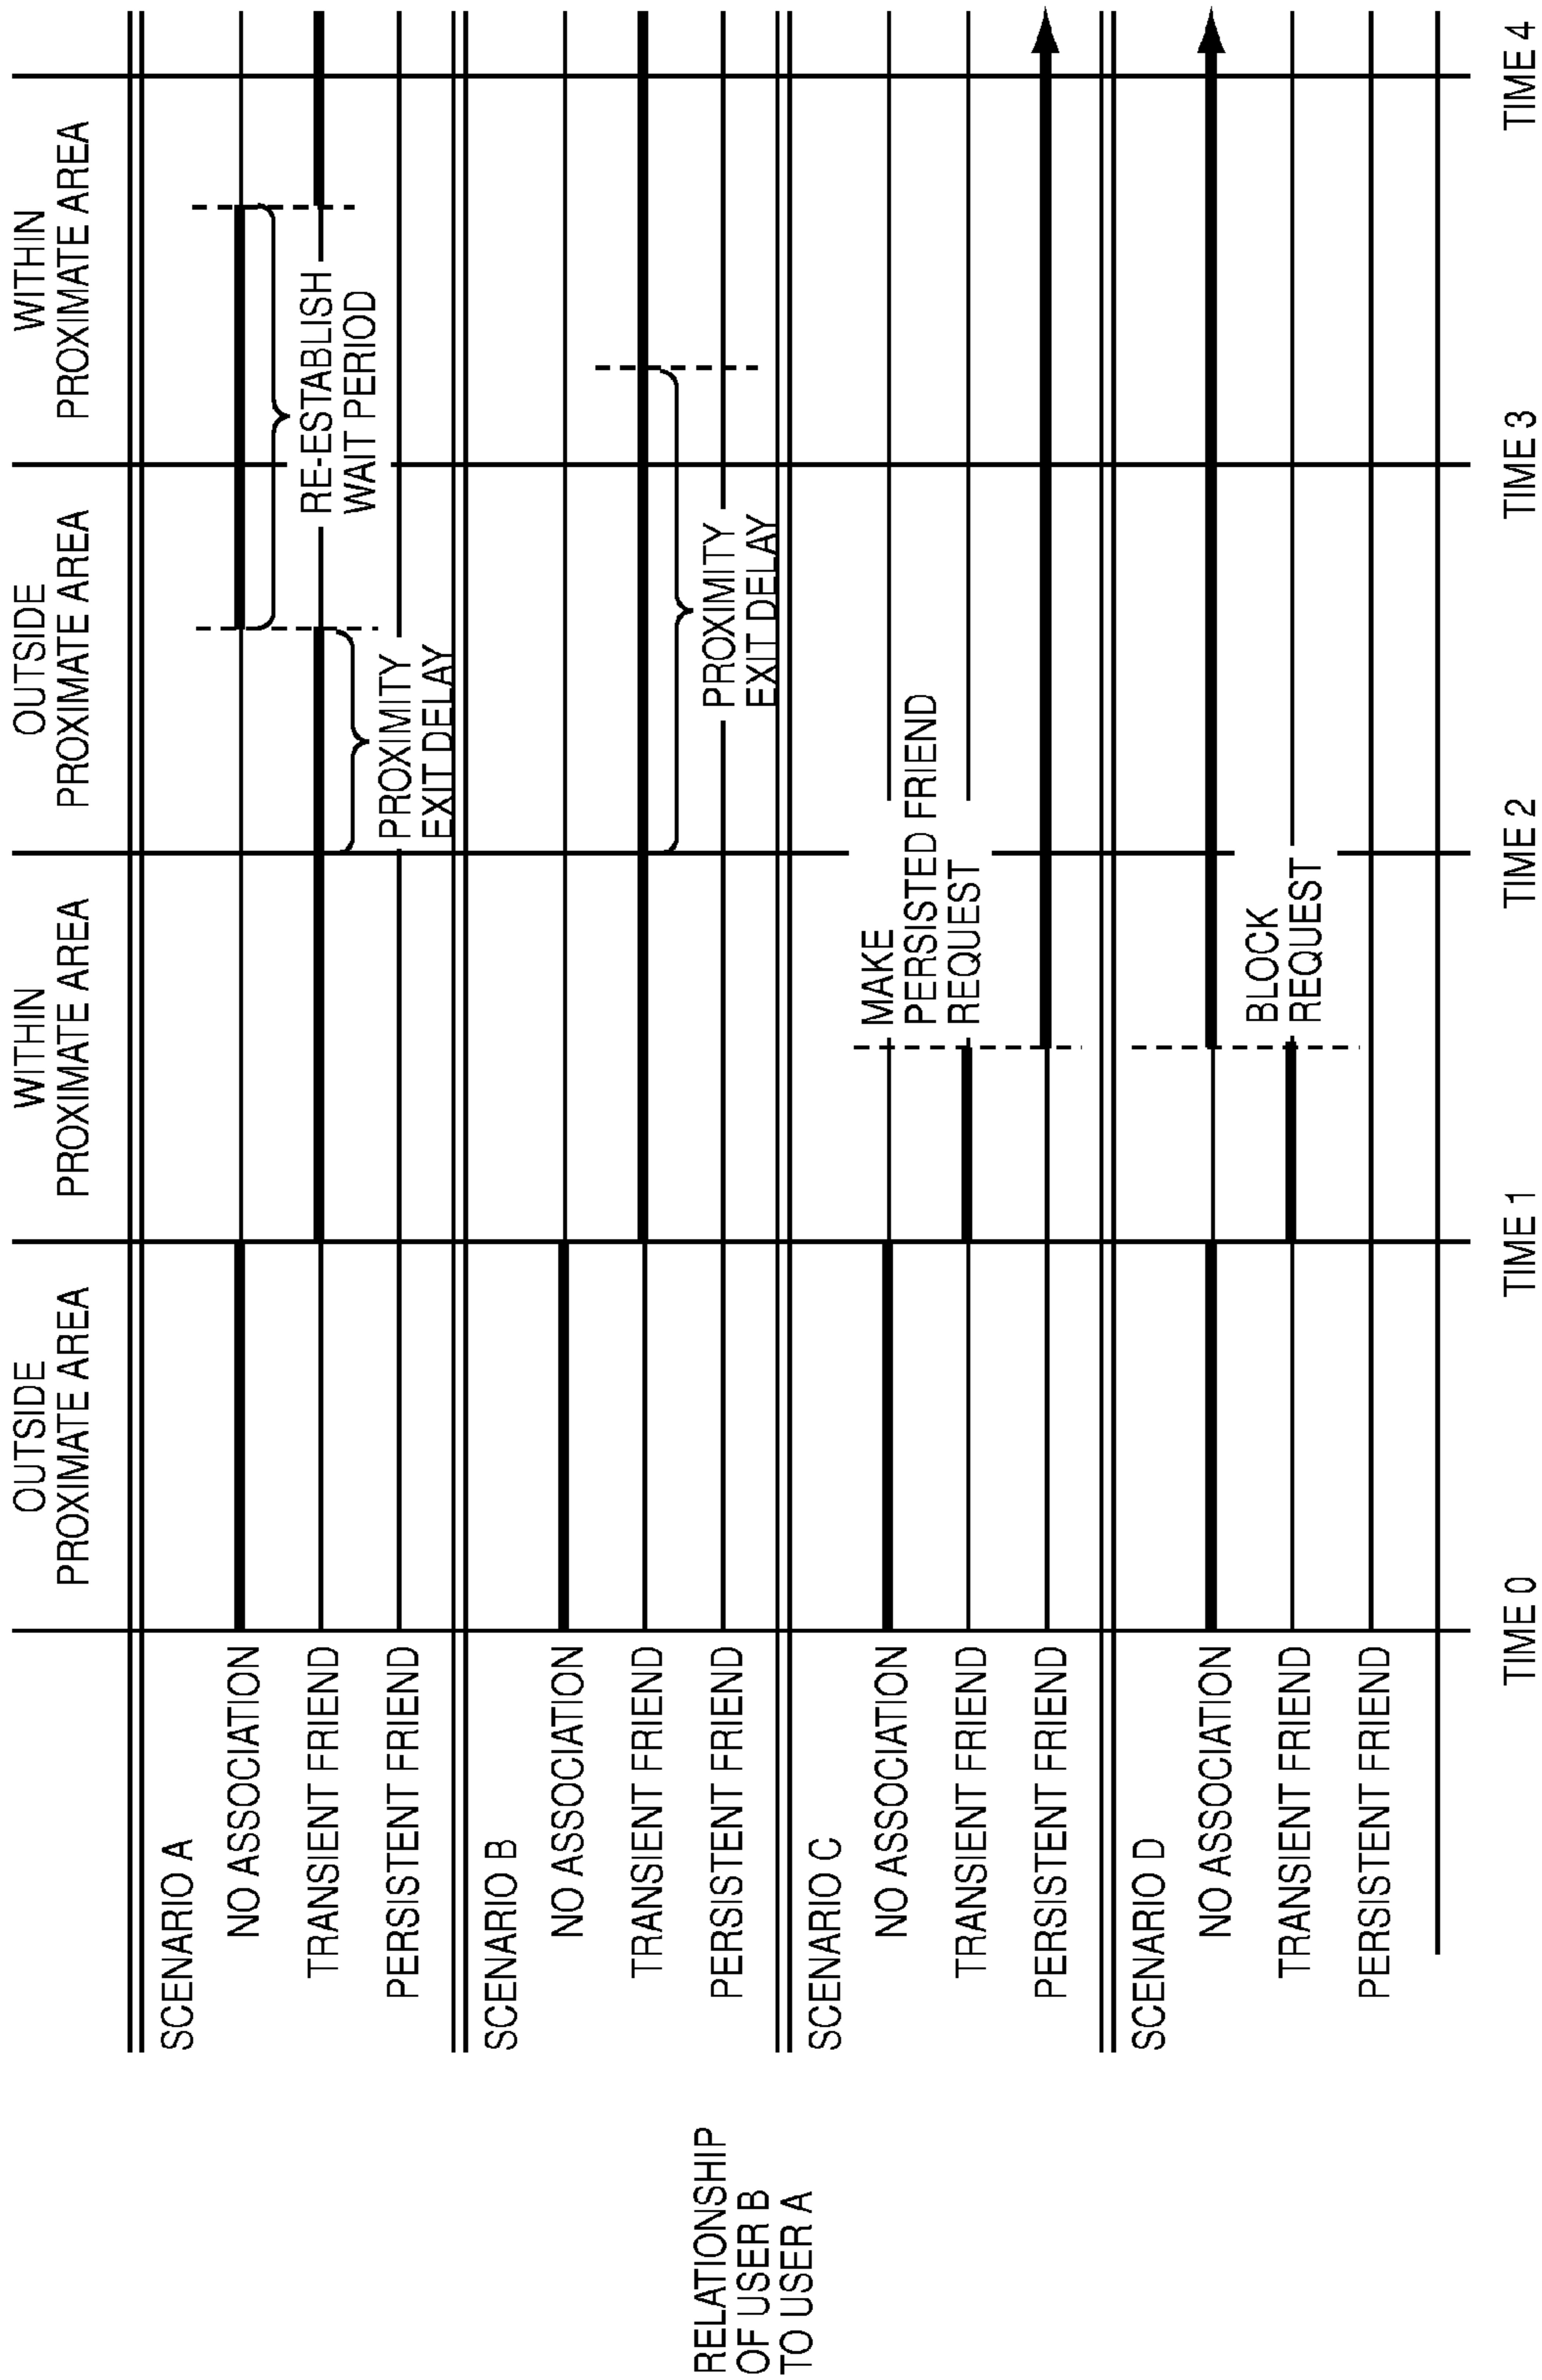 OUTSIDE
PROXIMATE AREA
WITHIN
PROXIMATE AREA
OUTSIDE
PROXIMATE AREA
WITHIN
PROXIMATE AREA
RELATIONSHIP
OF USER B
TO USER A
SCENARIO A
NO ASSOCIATION
TRANSIENT FRIEND
PERSISTENT FRIEND
PROXIMITY
EXIT DELAY
RE-ESTABLISH
WAIT PERIOD
SCENARIO B
NO ASSOCIATION
TRANSIENT FRIEND
PERSISTENT FRIEND
PROXIMITY
EXIT DELAY
SCENARIO C
NO ASSOCIATION
TRANSIENT FRIEND
PERSISTENT FRIEND
MAKE
PERSISTED FRIEND
REQUEST
SCENARIO D
NO ASSOCIATION
TRANSIENT FRIEND
PERSISTENT FRIEND
BLOCK
REQUEST
TIME 0
TIME 1
TIME 2
TIME 3
TIME 4